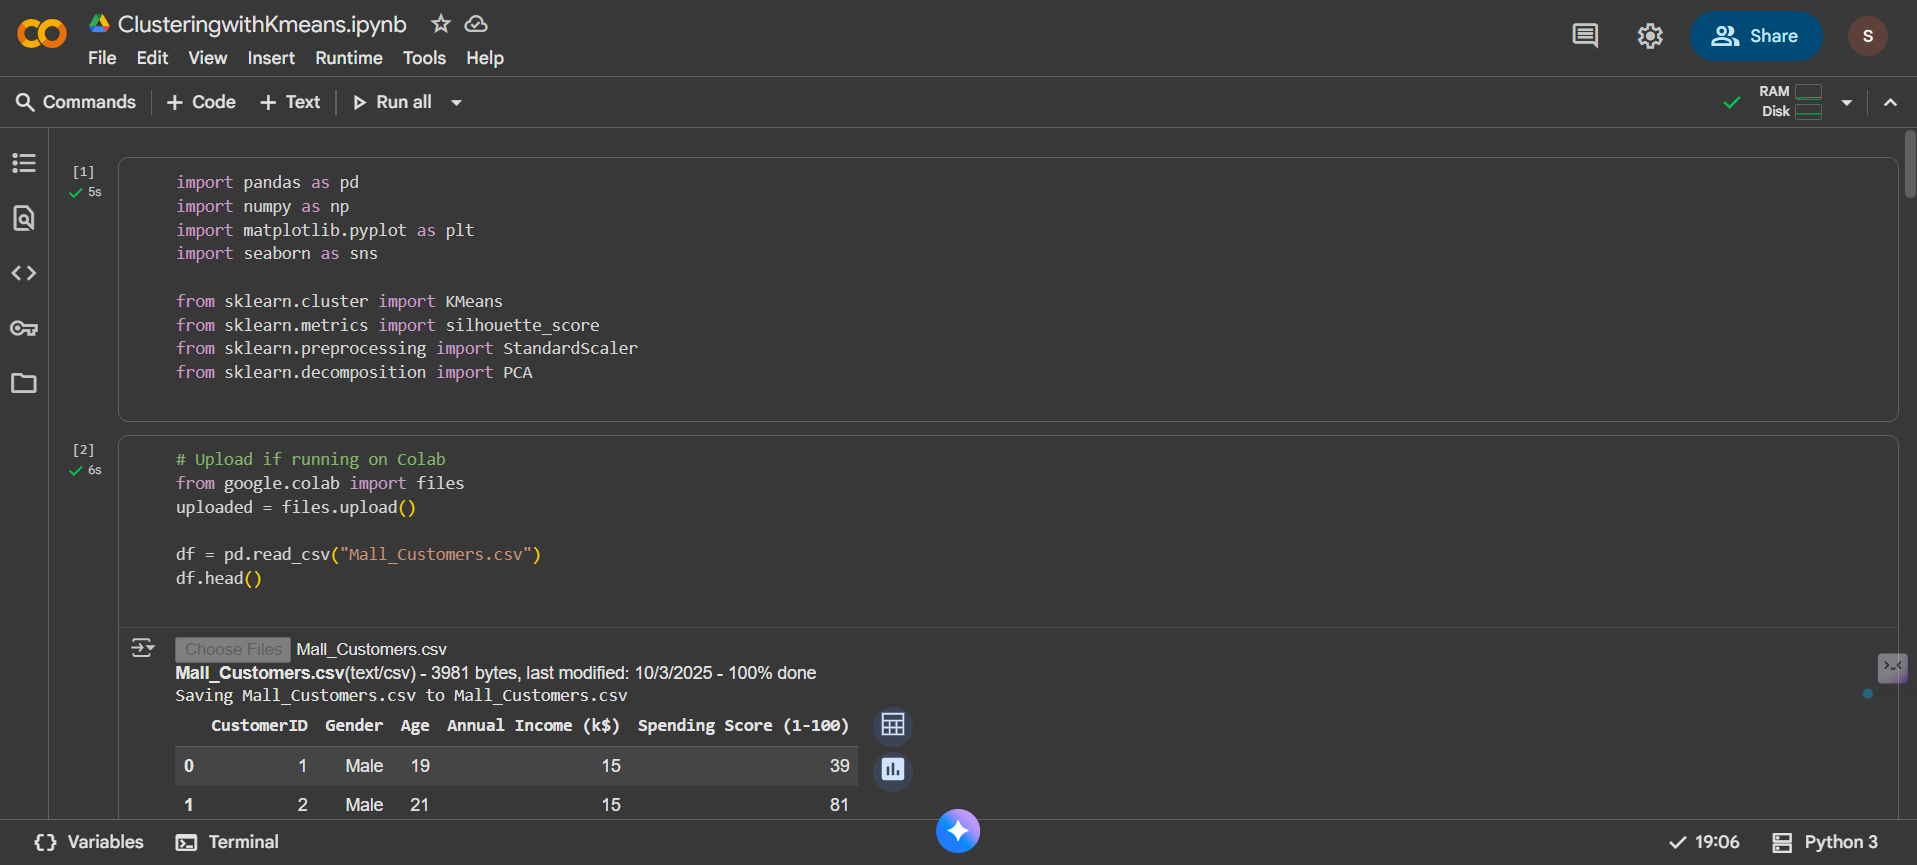 ClusteringwithKmeans.ipynb
File Edit View Insert Runtime Tools Help
Share
S
Commands + Code + Text Run all
RAM
Disk
[1]
5s
import pandas as pd
import numpy as np
import matplotlib.pyplot as plt
import seaborn as sns
from sklearn.cluster import KMeans
from sklearn.metrics import silhouette_score
from sklearn.preprocessing import StandardScaler
from sklearn.decomposition import PCA
[2]
6s
# Upload if running on Colab
from google.colab import files
uploaded = files.upload()
df = pd.read_csv("Mall_Customers.csv")
df.head()
Choose Files Mall_Customers.csv
Mall_Customers.csv(text/csv) - 3981 bytes, last modified: 10/3/2025 - 100% done
Saving Mall_Customers.csv to Mall_Customers.csv
CustomerID Gender Age Annual Income (k$) Spending Score (1-100)
0 1 Male 19 15 39
1 2 Male 21 15 81
Variables Terminal 19:06 Python 3